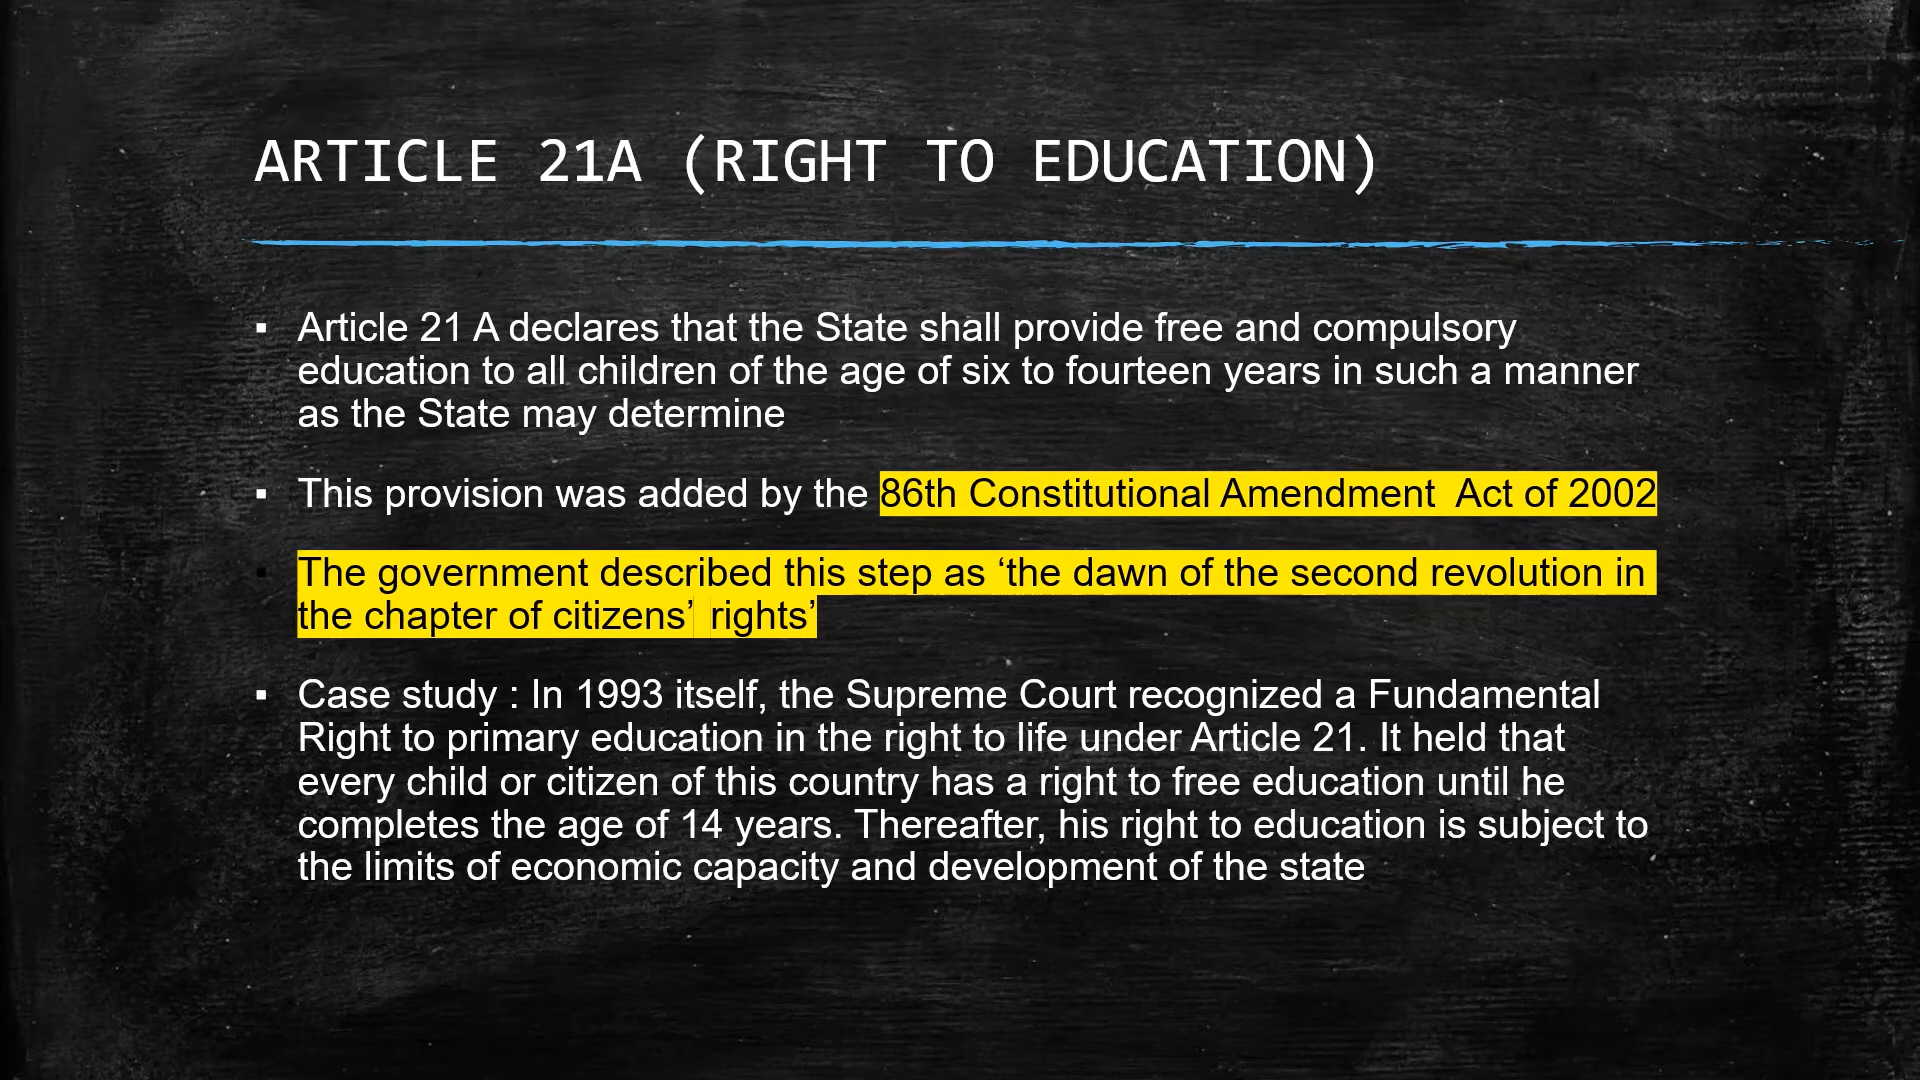 ARTICLE 21A (RIGHT TO EDUCATION)
▪ Article 21 A declares that the State shall provide free and compulsory
education to all children of the age of six to fourteen years in such a manner
as the State may determine
▪ This provision was added by the 86th Constitutional Amendment  Act of 2002
▪ The government described this step as ‘the dawn of the second revolution in
the chapter of citizens’ rights’
▪ Case study : In 1993 itself, the Supreme Court recognized a Fundamental
Right to primary education in the right to life under Article 21. It held that
every child or citizen of this country has a right to free education until he
completes the age of 14 years. Thereafter, his right to education is subject to
the limits of economic capacity and development of the state